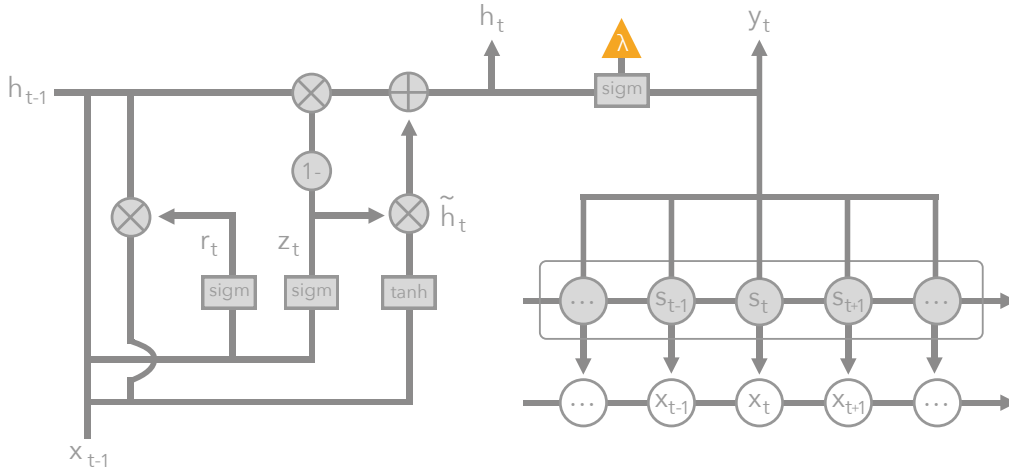 h_t
y_t
λ
h_{t-1}
sigm
1-
h̃_t
r_t
z_t
sigm
sigm
tanh
...
s_{t-1}
s_t
s_{t+1}
...
...
x_{t-1}
x_t
x_{t+1}
...
x_{t-1}